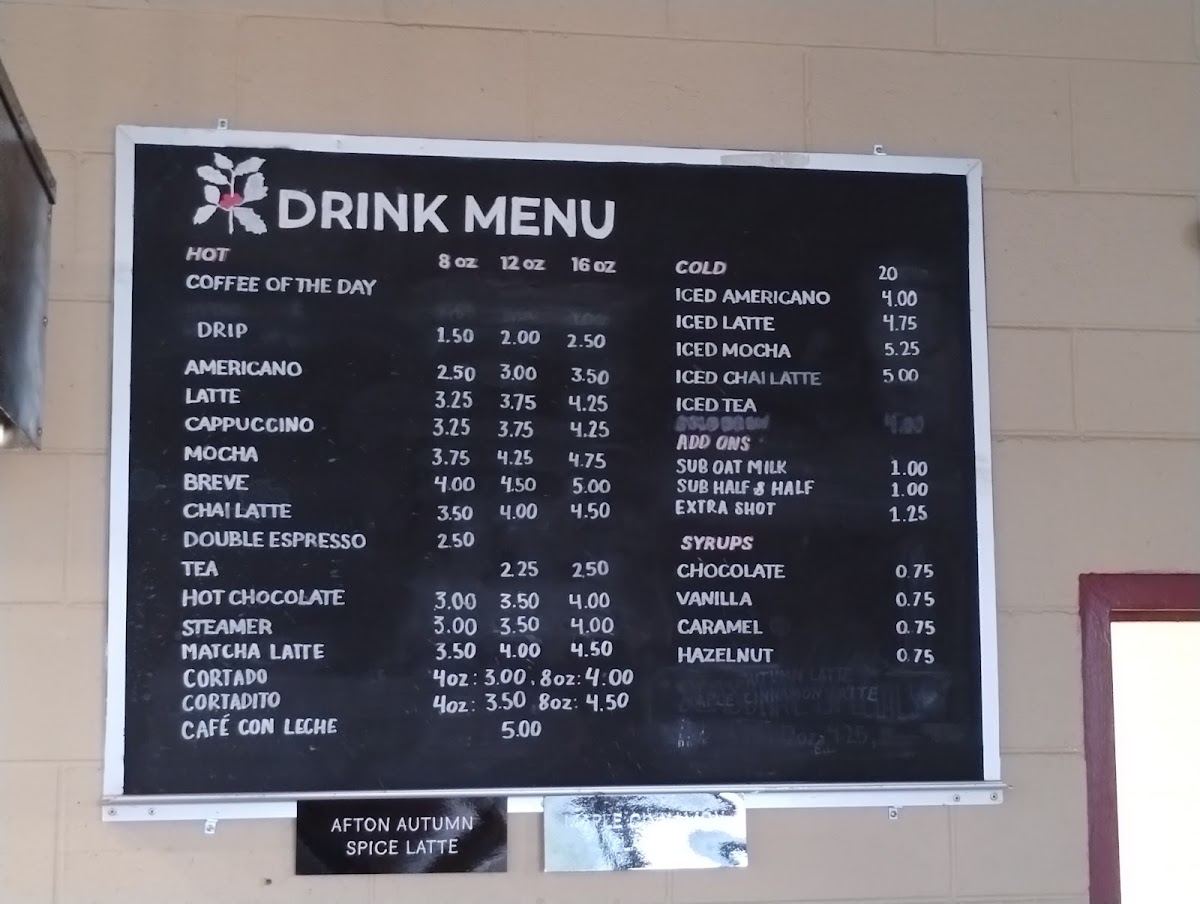 DRINK MENU
HOT 8 oz 12 oz 16 oz
COFFEE OF THE DAY
DRIP 1.50 2.00 2.50
AMERICANO 2.50 3.00 3.50
LATTE 3.25 3.75 4.25
CAPPUCCINO 3.25 3.75 4.25
MOCHA 3.75 4.25 4.75
BREVE 4.00 4.50 5.00
CHAI LATTE 3.50 4.00 4.50
DOUBLE ESPRESSO 2.50
TEA 2.25 2.50
HOT CHOCOLATE 3.00 3.50 4.00
STEAMER 3.00 3.50 4.00
MATCHA LATTE 3.50 4.00 4.50
CORTADO 4oz: 3.00, 8oz: 4.00
CORTADITO 4oz: 3.50 8oz: 4.50
CAFÉ CON LECHE 5.00
COLD 20
ICED AMERICANO 4.00
ICED LATTE 4.75
ICED MOCHA 5.25
ICED CHAI LATTE 5.00
ICED TEA
ADD ONS
SUB OAT MILK 1.00
SUB HALF & HALF 1.00
EXTRA SHOT 1.25
SYRUPS
CHOCOLATE 0.75
VANILLA 0.75
CARAMEL 0.75
HAZELNUT 0.75
AUTUMN LATTE
MAPLE CINNAMON LATTE
AFTON AUTUMN
SPICE LATTE